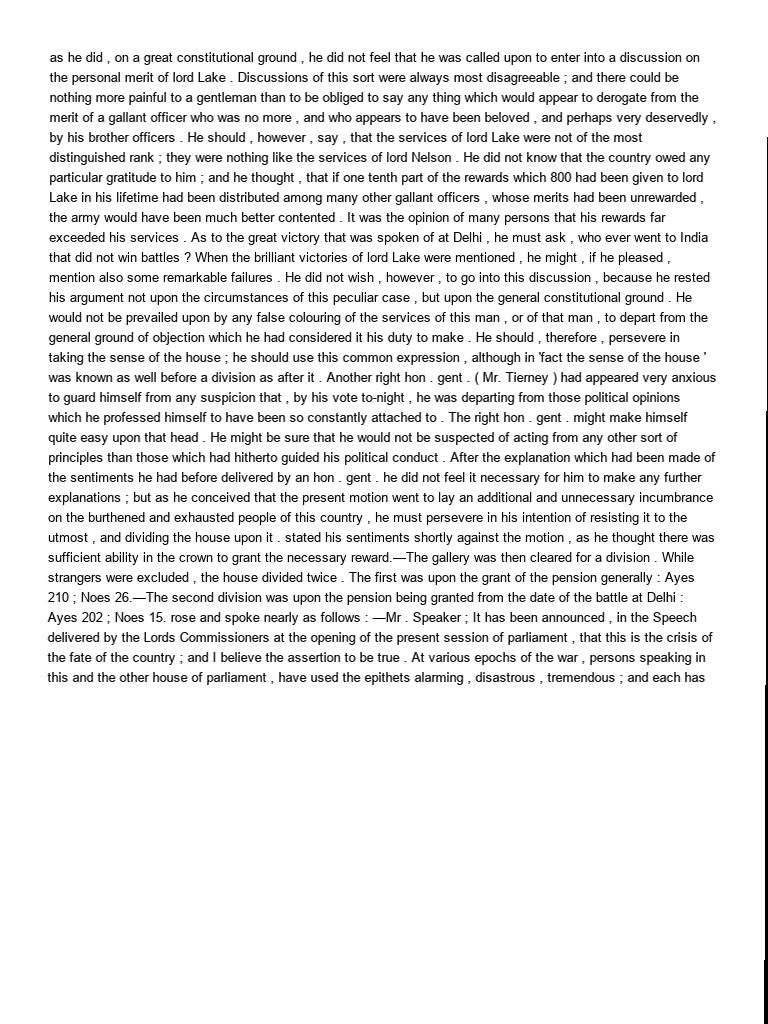 as he did , on a great constitutional ground , he did not feel that he was called upon to enter into a discussion on
the personal merit of lord Lake . Discussions of this sort were always most disagreeable ; and there could be
nothing more painful to a gentleman than to be obliged to say any thing which would appear to derogate from the
merit of a gallant officer who was no more , and who appears to have been beloved , and perhaps very deservedly ,
by his brother officers . He should , however , say , that the services of lord Lake were not of the most
distinguished rank ; they were nothing like the services of lord Nelson . He did not know that the country owed any
particular gratitude to him ; and he thought , that if one tenth part of the rewards which 800 had been given to lord
Lake in his lifetime had been distributed among many other gallant officers , whose merits had been unrewarded ,
the army would have been much better contented . It was the opinion of many persons that his rewards far
exceeded his services . As to the great victory that was spoken of at Delhi , he must ask , who ever went to India
that did not win battles ? When the brilliant victories of lord Lake were mentioned , he might , if he pleased ,
mention also some remarkable failures . He did not wish , however , to go into this discussion , because he rested
his argument not upon the circumstances of this peculiar case , but upon the general constitutional ground . He
would not be prevailed upon by any false colouring of the services of this man , or of that man , to depart from the
general ground of objection which he had considered it his duty to make . He should , therefore , persevere in
taking the sense of the house ; he should use this common expression , although in 'fact the sense of the house '
was known as well before a division as after it . Another right hon . gent . ( Mr. Tierney ) had appeared very anxious
to guard himself from any suspicion that , by his vote to-night , he was departing from those political opinions
which he professed himself to have been so constantly attached to . The right hon . gent . might make himself
quite easy upon that head . He might be sure that he would not be suspected of acting from any other sort of
principles than those which had hitherto guided his political conduct . After the explanation which had been made of
the sentiments he had before delivered by an hon . gent . he did not feel it necessary for him to make any further
explanations ; but as he conceived that the present motion went to lay an additional and unnecessary incumbrance
on the burthened and exhausted people of this country , he must persevere in his intention of resisting it to the
utmost , and dividing the house upon it . stated his sentiments shortly against the motion , as he thought there was
sufficient ability in the crown to grant the necessary reward.—The gallery was then cleared for a division . While
strangers were excluded , the house divided twice . The first was upon the grant of the pension generally : Ayes
210 ; Noes 26.—The second division was upon the pension being granted from the date of the battle at Delhi :
Ayes 202 ; Noes 15. rose and spoke nearly as follows : —Mr . Speaker ; It has been announced , in the Speech
delivered by the Lords Commissioners at the opening of the present session of parliament , that this is the crisis of
the fate of the country ; and I believe the assertion to be true . At various epochs of the war , persons speaking in
this and the other house of parliament , have used the epithets alarming , disastrous , tremendous ; and each has